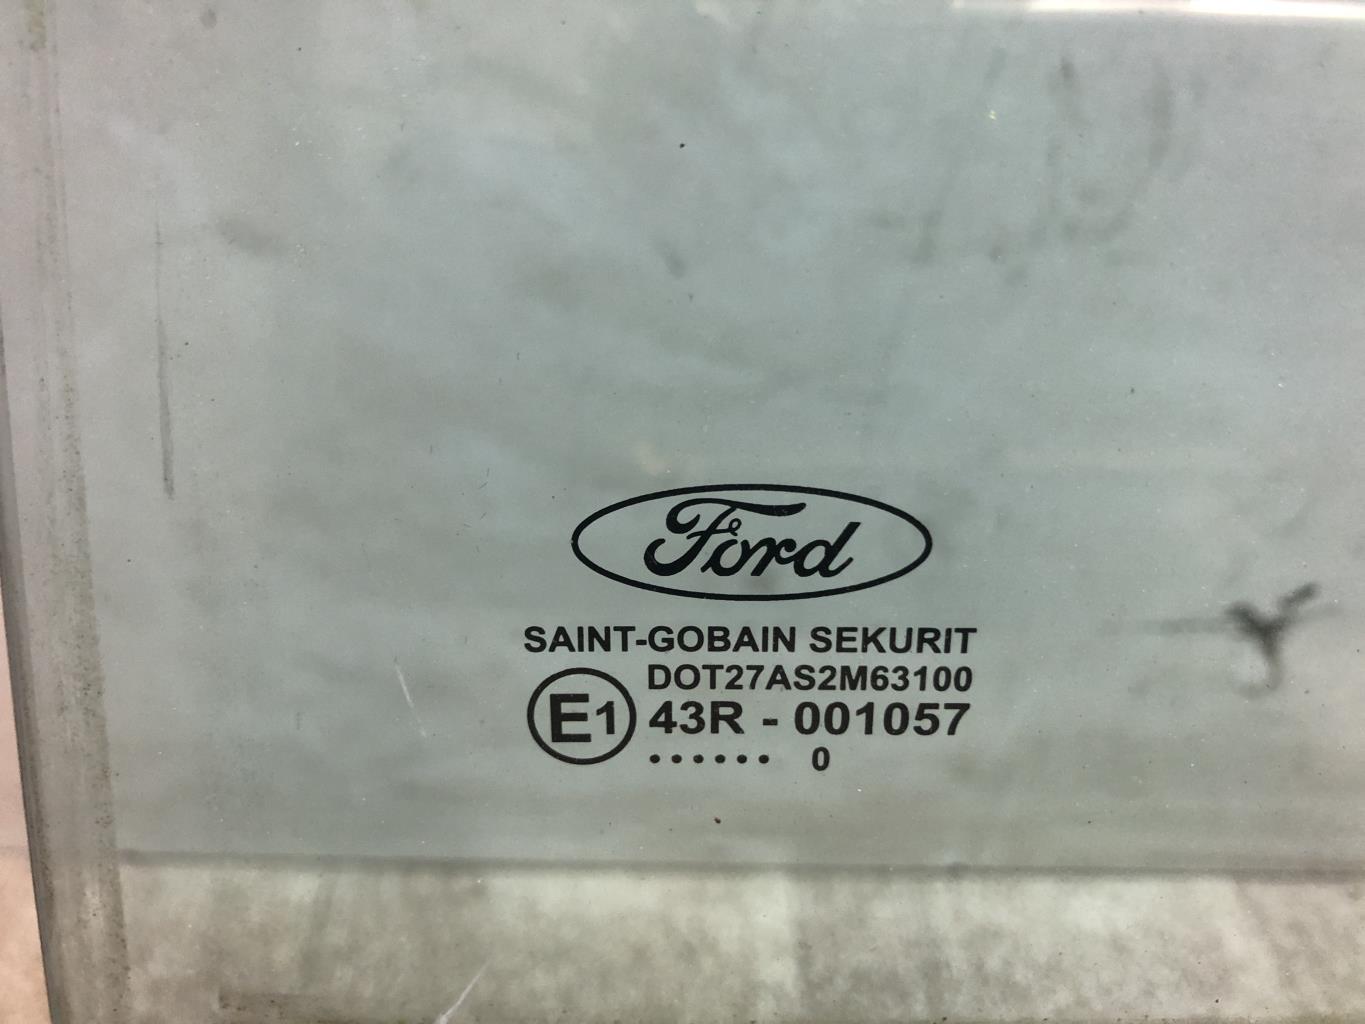 Ford
SAINT-GOBAIN SEKURIT
DOT27AS2M63100
E1 43R - 001057
...... 0